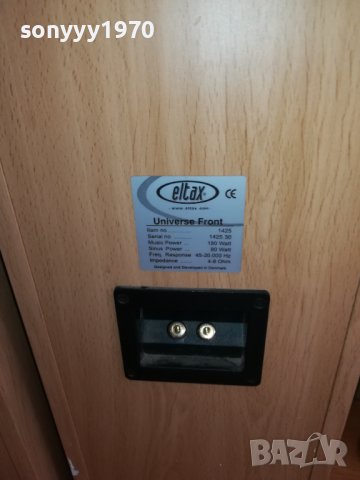 sonyyy1970
eltax
www.eltax.com
CE
Universe Front
Item no. ............ 1425
Serial no. ......... 1425 30
Music Power ... 150 Watt
Sinus Power ... 80 Watt
Freq. Response 45-20.000 Hz
Impedance ...... 4-8 Ohm
Designed and Developed in Denmark
BAZAR